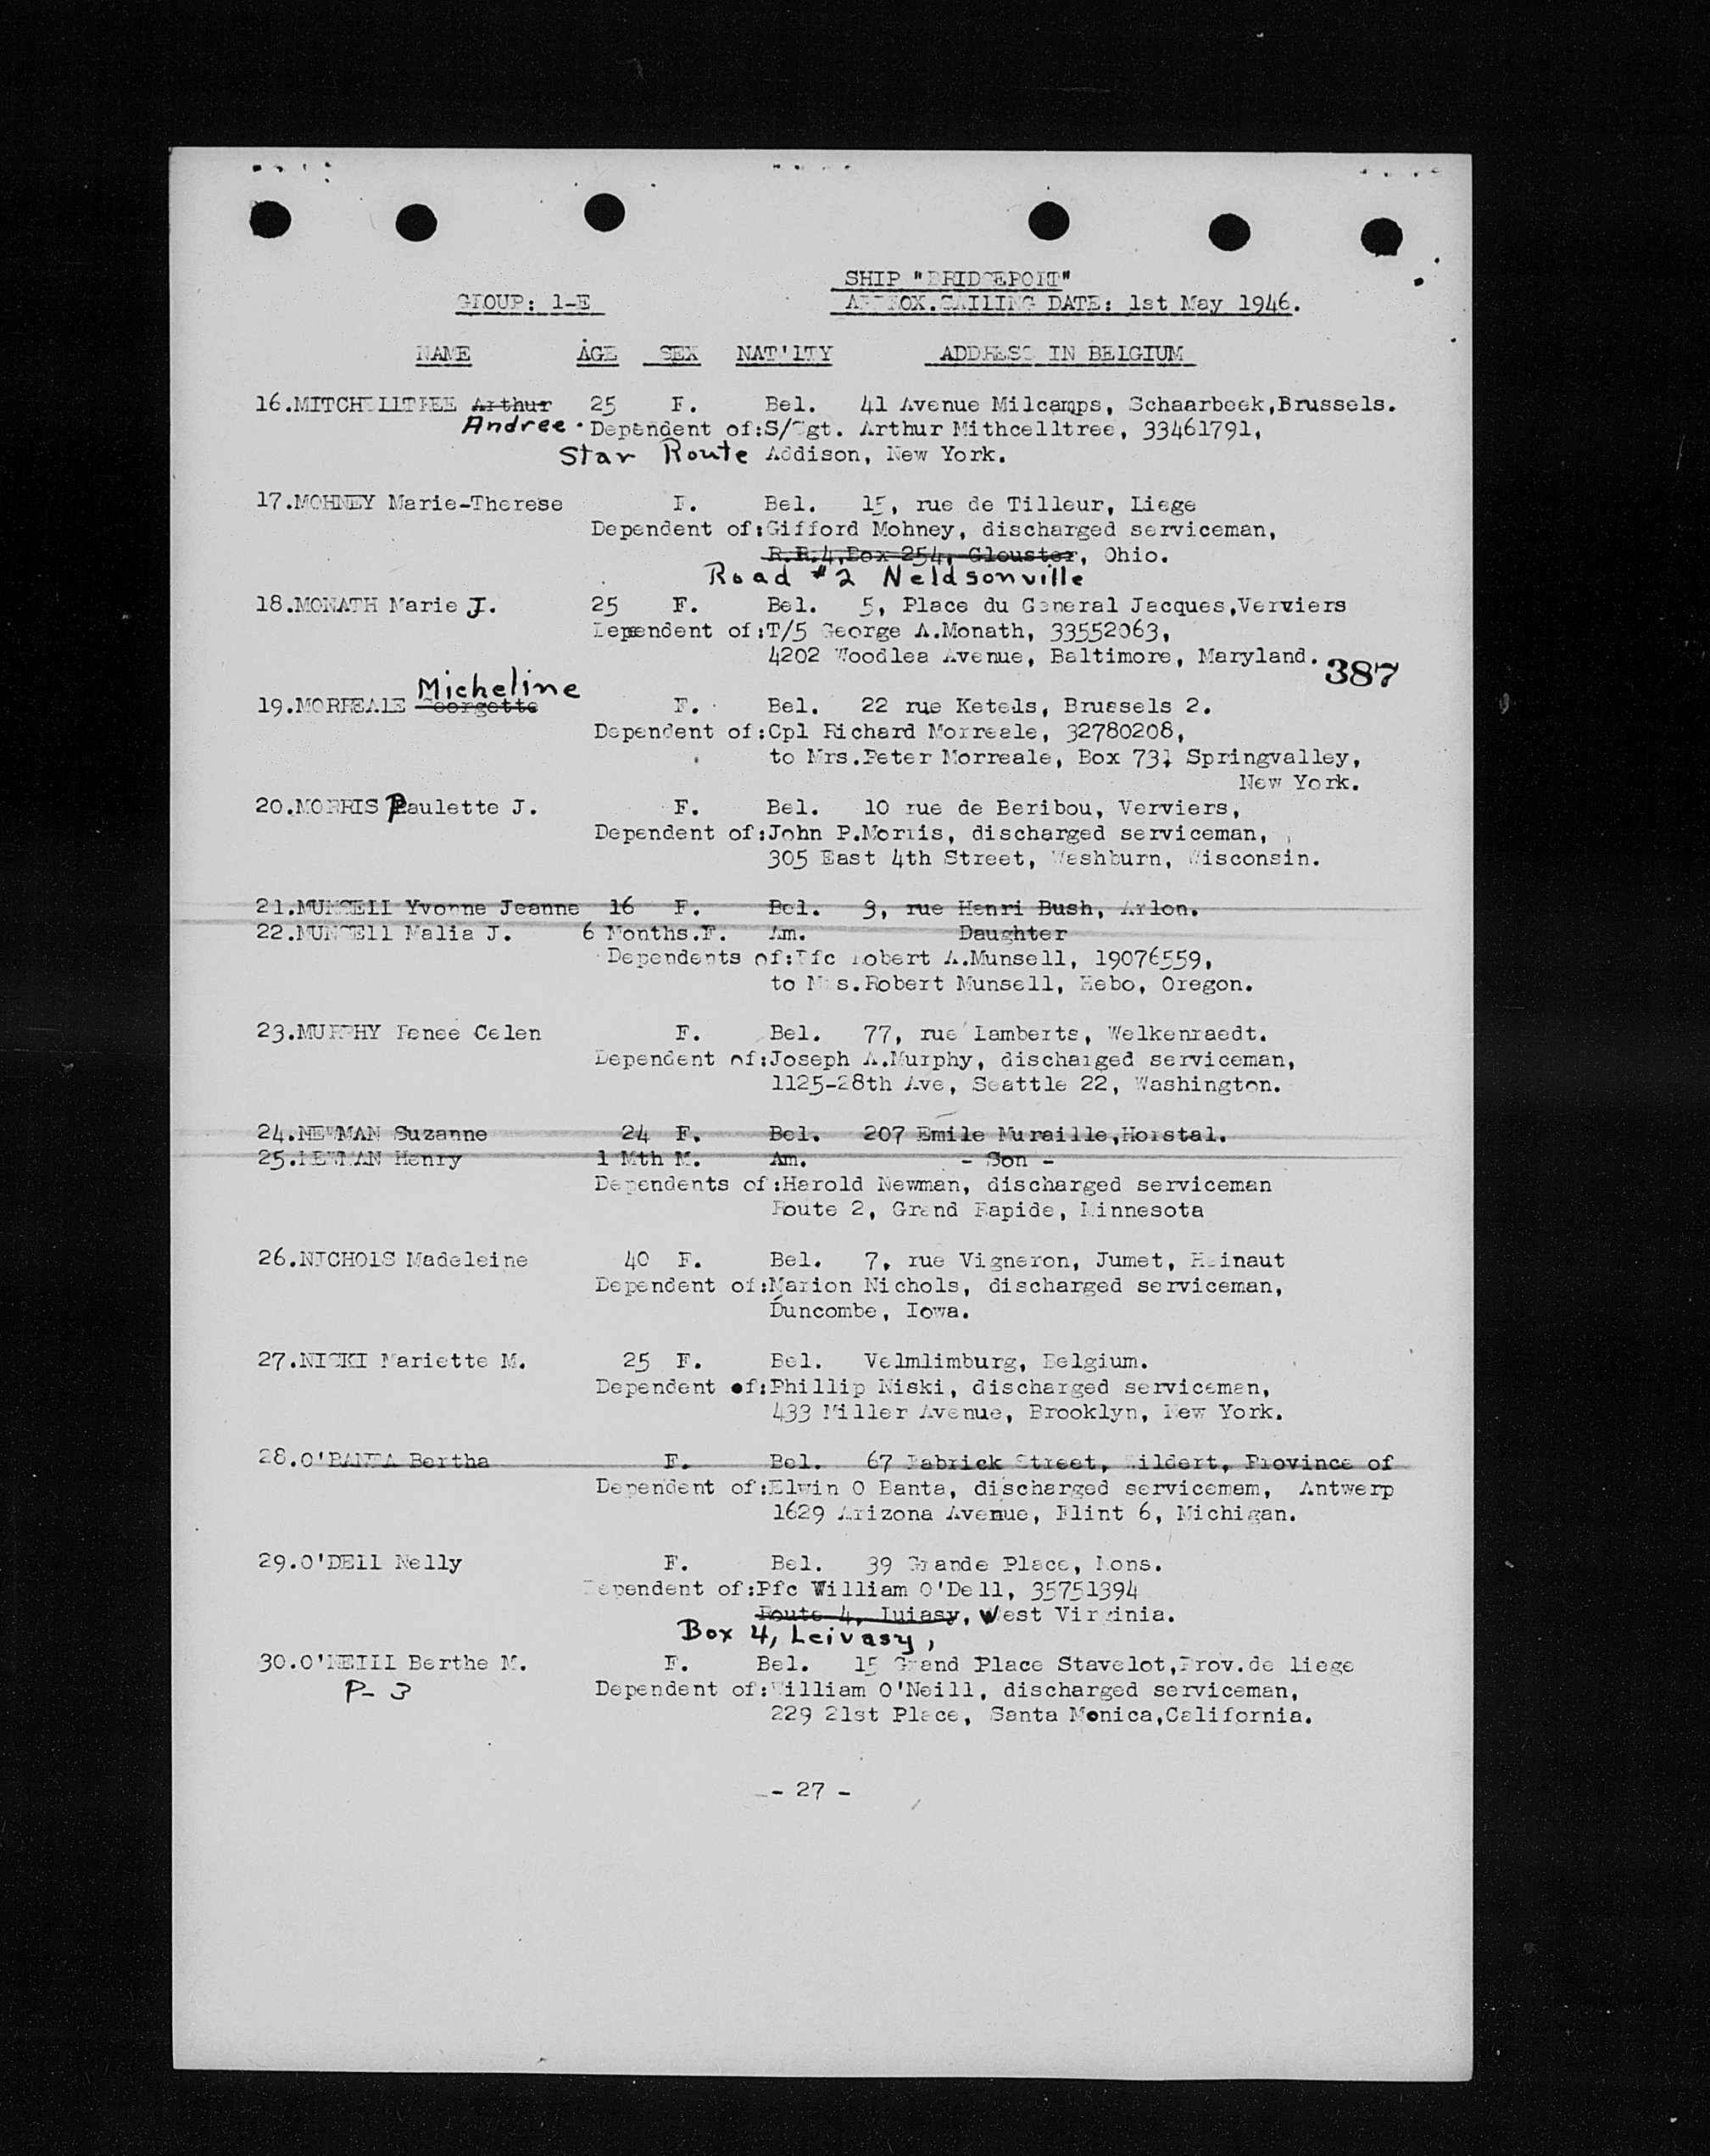 SHIP "BRIDGEPORT"
GROUP: 1-E APPROX.SAILING DATE: 1st May 1946.
NAME AGE SEX NAT'LTY ADDRESS IN BELGIUM
16.MITCHELLTREE Arthur 25 F. Bel. 41 Avenue Milcamps, Schaarbeek,Brussels.
Andree Dependent of:S/Sgt. Arthur Mithcelltree, 33461791,
Star Route Addison, New York.
17.MOHNEY Marie-Therese F. Bel. 15, rue de Tilleur, Liege
Dependent of:Gifford Mohney, discharged serviceman,
R.R.4,Box 254, Glouster, Ohio.
Road #2 Neldsonville
18.MONATH Marie J. 25 F. Bel. 5, Place du General Jacques,Verviers
Dependent of:T/5 George A.Monath, 33552063,
4202 Woodlea Avenue, Baltimore, Maryland.
387
Micheline
19.MORREALE Georgette F. Bel. 22 rue Ketels, Brussels 2.
Dependent of:Cpl Richard Morreale, 32780208,
to Mrs.Peter Morreale, Box 731 Springvalley,
New York.
20.MORRIS Paulette J. F. Bel. 10 rue de Beribou, Verviers,
Dependent of:John P.Morris, discharged serviceman,
305 East 4th Street, Washburn, Wisconsin.
21.MUNSELL Yvonne Jeanne 16 F. Bel. 9, rue Henri Bush, Arlon.
22.MUNSELL Malia J. 6 Months.F. Am. Daughter
Dependents of:Pfc Robert A.Munsell, 19076559,
to Mrs.Robert Munsell, Hebo, Oregon.
23.MURPHY Renee Celen F. Bel. 77, rue Lamberts, Welkenraedt.
Dependent of:Joseph A.Murphy, discharged serviceman,
1125-28th Ave, Seattle 22, Washington.
24.NEWMAN Suzanne 24 F. Bel. 207 Emile Muraille,Horstal.
25.NEWMAN Henry 1 Mth M. Am. - Son -
Dependents of:Harold Newman, discharged serviceman
Route 2, Grand Rapide, Minnesota
26.NICHOLS Madeleine 40 F. Bel. 7, rue Vigneron, Jumet, Hainaut
Dependent of:Marion Nichols, discharged serviceman,
Duncombe, Iowa.
27.NISKI Mariette M. 25 F. Bel. Velmlimburg, Belgium.
Dependent of:Phillip Niski, discharged serviceman,
433 Miller Avenue, Brooklyn, New York.
28.O'BANTA Bertha F. Bel. 67 Fabrick Street, Wildert, Province of
Dependent of:Elwin O Banta, discharged servicemam, Antwerp
1629 Arizona Avenue, Flint 6, Michigan.
29.O'DEll Nelly F. Bel. 39 Grande Place, Mons.
Dependent of:Pfc William O'Dell, 35751394
Route 4, Luiasy, West Virginia.
Box 4, Leivasy,
30.O'NEILL Berthe M. F. Bel. 15 Grand Place Stavelot,Prov.de liege
P-3 Dependent of:William O'Neill, discharged serviceman,
229 21st Place, Santa Monica,California.
- 27 -